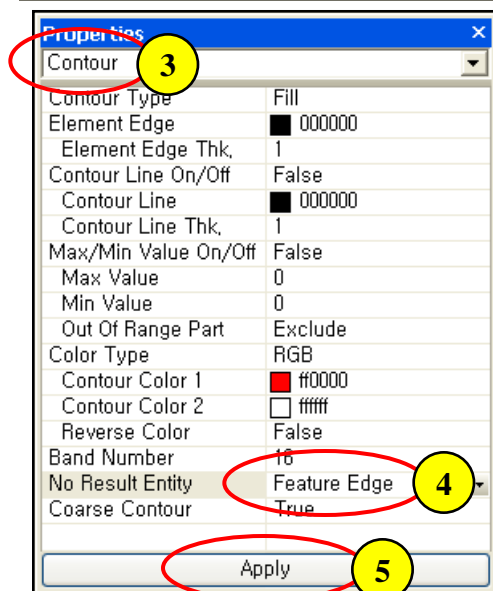 Properties
Contour 3
Contour Type Fill
Element Edge 000000
Element Edge Thk, 1
Contour Line On/Off False
Contour Line 000000
Contour Line Thk, 1
Max/Min Value On/Off False
Max Value 0
Min Value 0
Out Of Range Part Exclude
Color Type RGB
Contour Color 1 ff0000
Contour Color 2 ffffff
Reverse Color False
Band Number 16
No Result Entity Feature Edge 4
Coarse Contour True
Apply 5